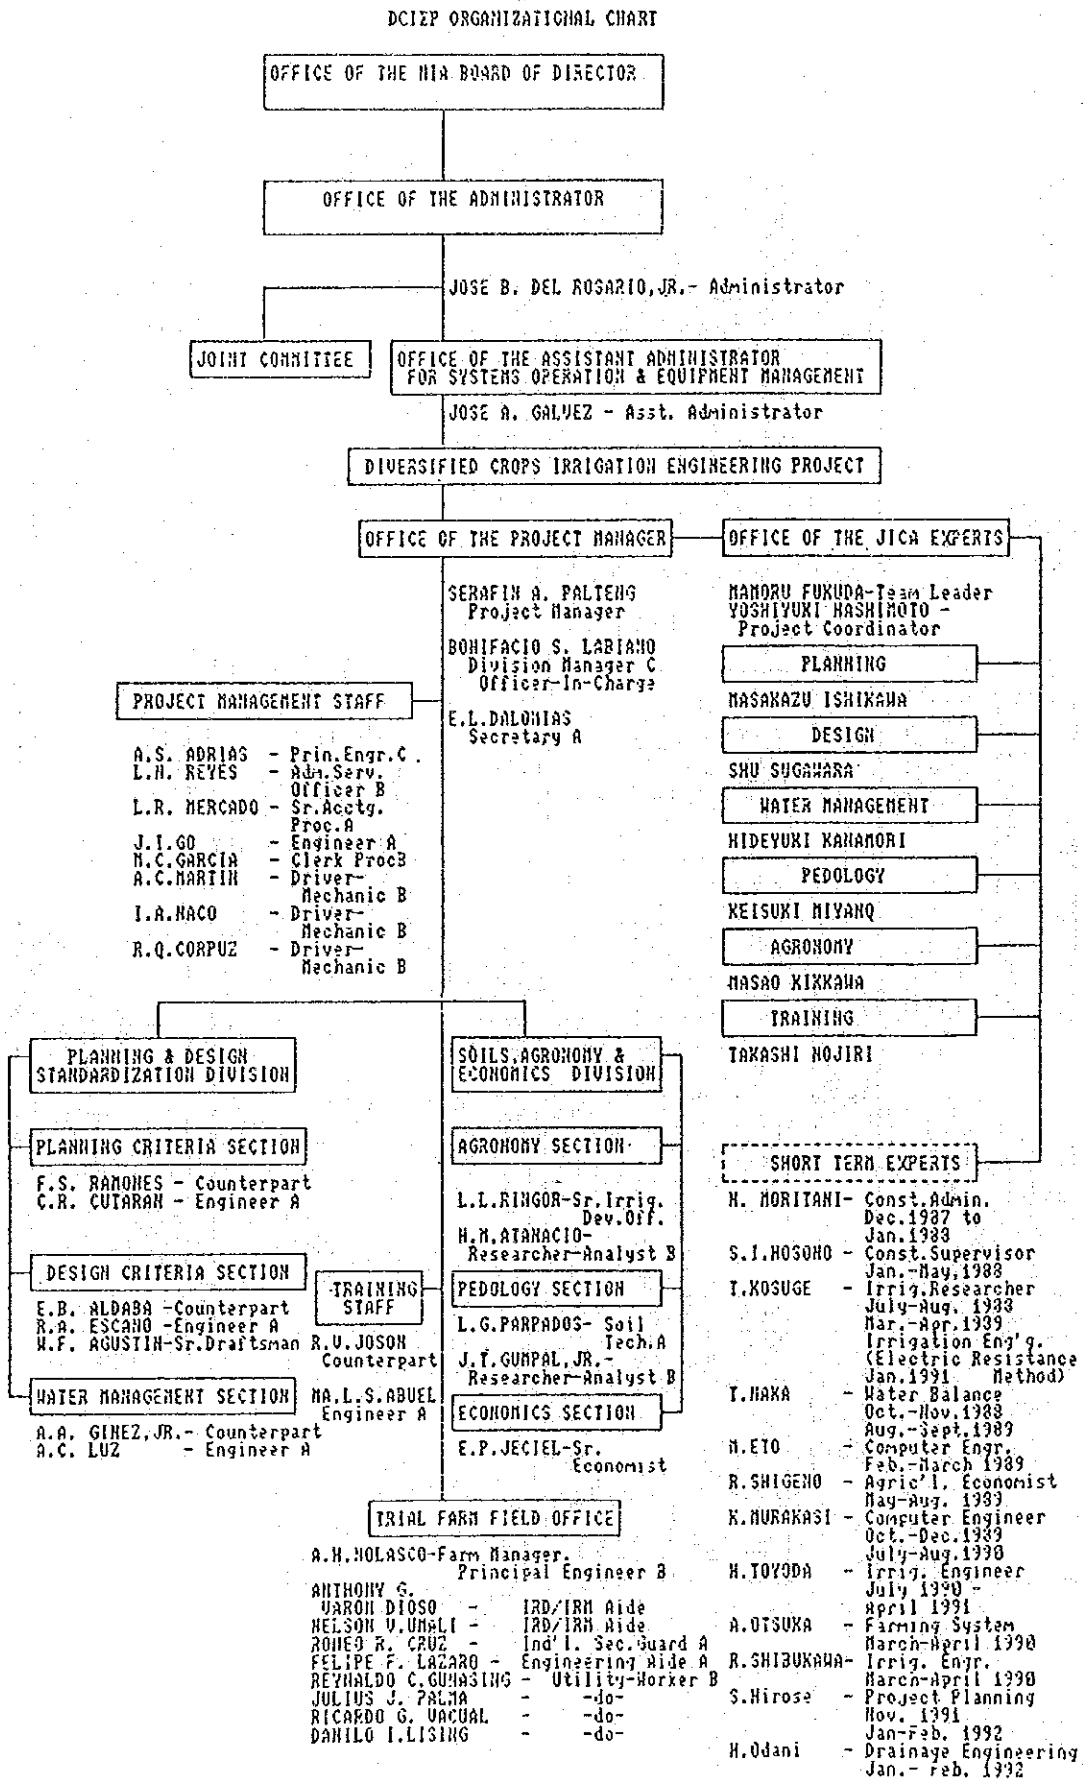 DCIEP ORGANIZATIONAL CHART
OFFICE OF THE NIA BOARD OF DIRECTOR
OFFICE OF THE ADMINISTRATOR
JOSE B. DEL ROSARIO,JR.- Administrator
JOINT COMMITTEE
OFFICE OF THE ASSISTANT ADMINISTRATOR
FOR SYSTEMS OPERATION & EQUIPMENT MANAGEMENT
JOSE A. GALVEZ - Asst. Administrator
DIVERSIFIED CROPS IRRIGATION ENGINEERING PROJECT
OFFICE OF THE PROJECT MANAGER
SERAFIN A. PALTENG
Project Manager
BONIFACIO S. LABIANO
Division Manager C
Officer-In-Charge
E.L.DALOMIAS
Secretary A
PROJECT MANAGEMENT STAFF
A.S. ADRIAS - Prin.Engr.C
L.N. REYES - Adm.Serv.
Officer B
L.R. MERCADO - Sr.Acctg.
Proc.A
J.I.GO - Engineer A
M.C.GARCIA - Clerk ProcB
A.C.MARTIN - Driver-
Mechanic B
I.A.NACO - Driver-
Mechanic B
R.Q.CORPUZ - Driver-
Mechanic B
OFFICE OF THE JICA EXPERTS
MAMORU FUKUDA-Team Leader
YOSHIYUKI HASHIMOTO -
Project Coordinator
PLANNING
MASAKAZU ISHIKAWA
DESIGN
SHU SUGAWARA
WATER MANAGEMENT
HIDEYUKI KANAMORI
PEDOLOGY
KEISUKI MIYANO
AGRONOMY
MASAO KIKKAWA
TRAINING
TAKASHI NOJIRI
SHORT TERM EXPERTS
N. MORITANI- Const.Admin.
Dec.1987 to
Jan.1988
S.I.HOSONO - Const.Supervisor
Jan.-May,1988
T.KOSUGE - Irrig.Researcher
July-Aug. 1988
Mar.-Apr.1989
Irrigation Eng'g.
(Electric Resistance
Jan.1991 Method)
T.NAKA - Water Balance
Oct.-Nov.1988
Aug.-Sept.1989
M.ETO - Computer Engr.
Feb.-March 1989
R.SHIGENO - Agric'l. Economist
May-Aug. 1989
K.MURAKASI - Computer Engineer
Oct.-Dec.1989
July-Aug.1990
H.TOYODA - Irrig. Engineer
July 1990 -
April 1991
A.OTSUKA - Farming System
March-April 1990
R.SHIBUKAWA- Irrig. Engr.
March-April 1990
S.Hirose - Project Planning
Nov. 1991
Jan-Feb. 1992
H.Odani - Drainage Engineering
Jan.- Feb. 1992
PLANNING & DESIGN
STANDARDIZATION DIVISION
PLANNING CRITERIA SECTION
F.S. RAMONES - Counterpart
C.R. CUTARAN - Engineer A
DESIGN CRITERIA SECTION
E.B. ALDABA -Counterpart
R.A. ESCANO -Engineer A
W.F. AGUSTIN-Sr.Draftsman
WATER MANAGEMENT SECTION
A.A. GINEZ,JR.- Counterpart
A.C. LUZ - Engineer A
TRAINING
STAFF
R.V.JOSON
Counterpart
MA.L.S.ABUEL
Engineer A
SOILS,AGRONOMY &
ECONOMICS DIVISION
AGRONOMY SECTION
L.L.RINGOR-Sr.Irrig.
Dev.Off.
H.M.ATANACIO-
Researcher-Analyst B
PEDOLOGY SECTION
L.G.PARPADOS- Soil
Tech.A
J.T.GUMPAL,JR.-
Researcher-Analyst B
ECONOMICS SECTION
E.P.JECIEL-Sr.
Economist
TRIAL FARM FIELD OFFICE
A.H.NOLASCO-Farm Manager.
Principal Engineer B
ANTHONY G.
VARON DIOSO - IRD/IRM Aide
NELSON V.UMALI - IRD/IRM Aide
ROMEO R. CRUZ - Ind'l. Sec.Guard A
FELIPE F. LAZARO - Engineering Aide A
REYNALDO C.GUMASING - Utility-Worker B
JULIUS J. PALMA - -do-
RICARDO G. VACUAL - -do-
DANILO I.LISING - -do-